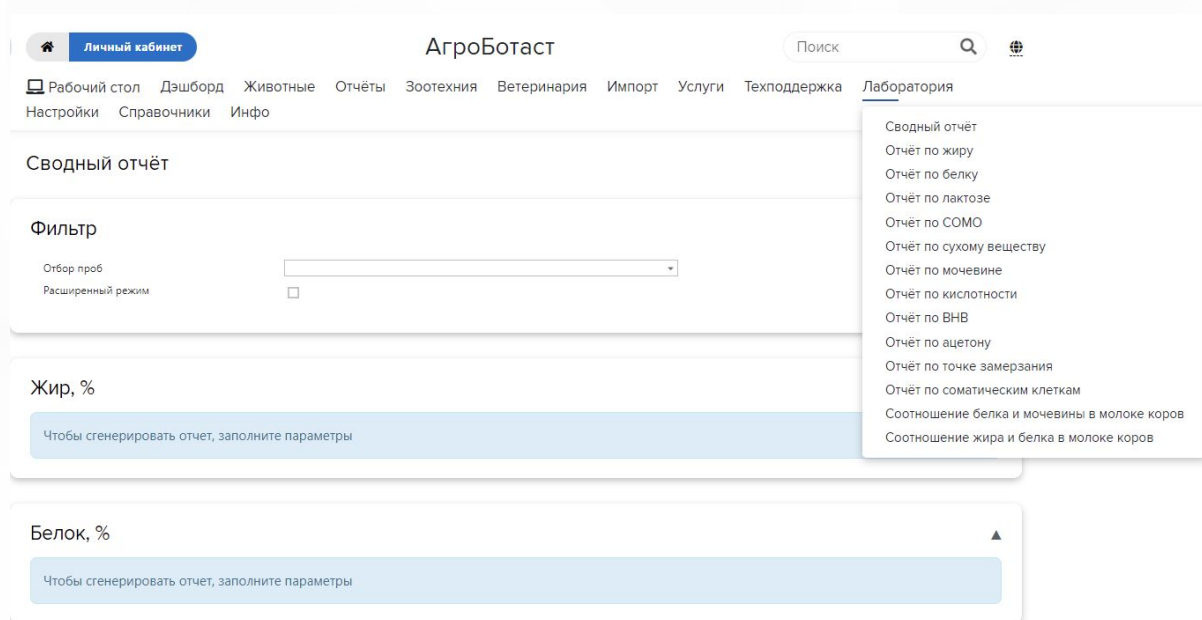 Личный кабинет
АгроБотаст
Поиск
Рабочий стол Дэшборд Животные Отчёты Зоотехния Ветеринария Импорт Услуги Техподдержка Лаборатория
Настройки Справочники Инфо
Сводный отчёт
Отчёт по жиру
Отчёт по белку
Отчёт по лактозе
Отчёт по СОМО
Отчёт по сухому веществу
Отчёт по мочевине
Отчёт по кислотности
Отчёт по ВНВ
Отчёт по ацетону
Отчёт по точке замерзания
Отчёт по соматическим клеткам
Соотношение белка и мочевины в молоке коров
Соотношение жира и белка в молоке коров
Сводный отчёт
Фильтр
Отбор проб
Расширенный режим
Жир, %
Чтобы сгенерировать отчет, заполните параметры
Белок, %
Чтобы сгенерировать отчет, заполните параметры